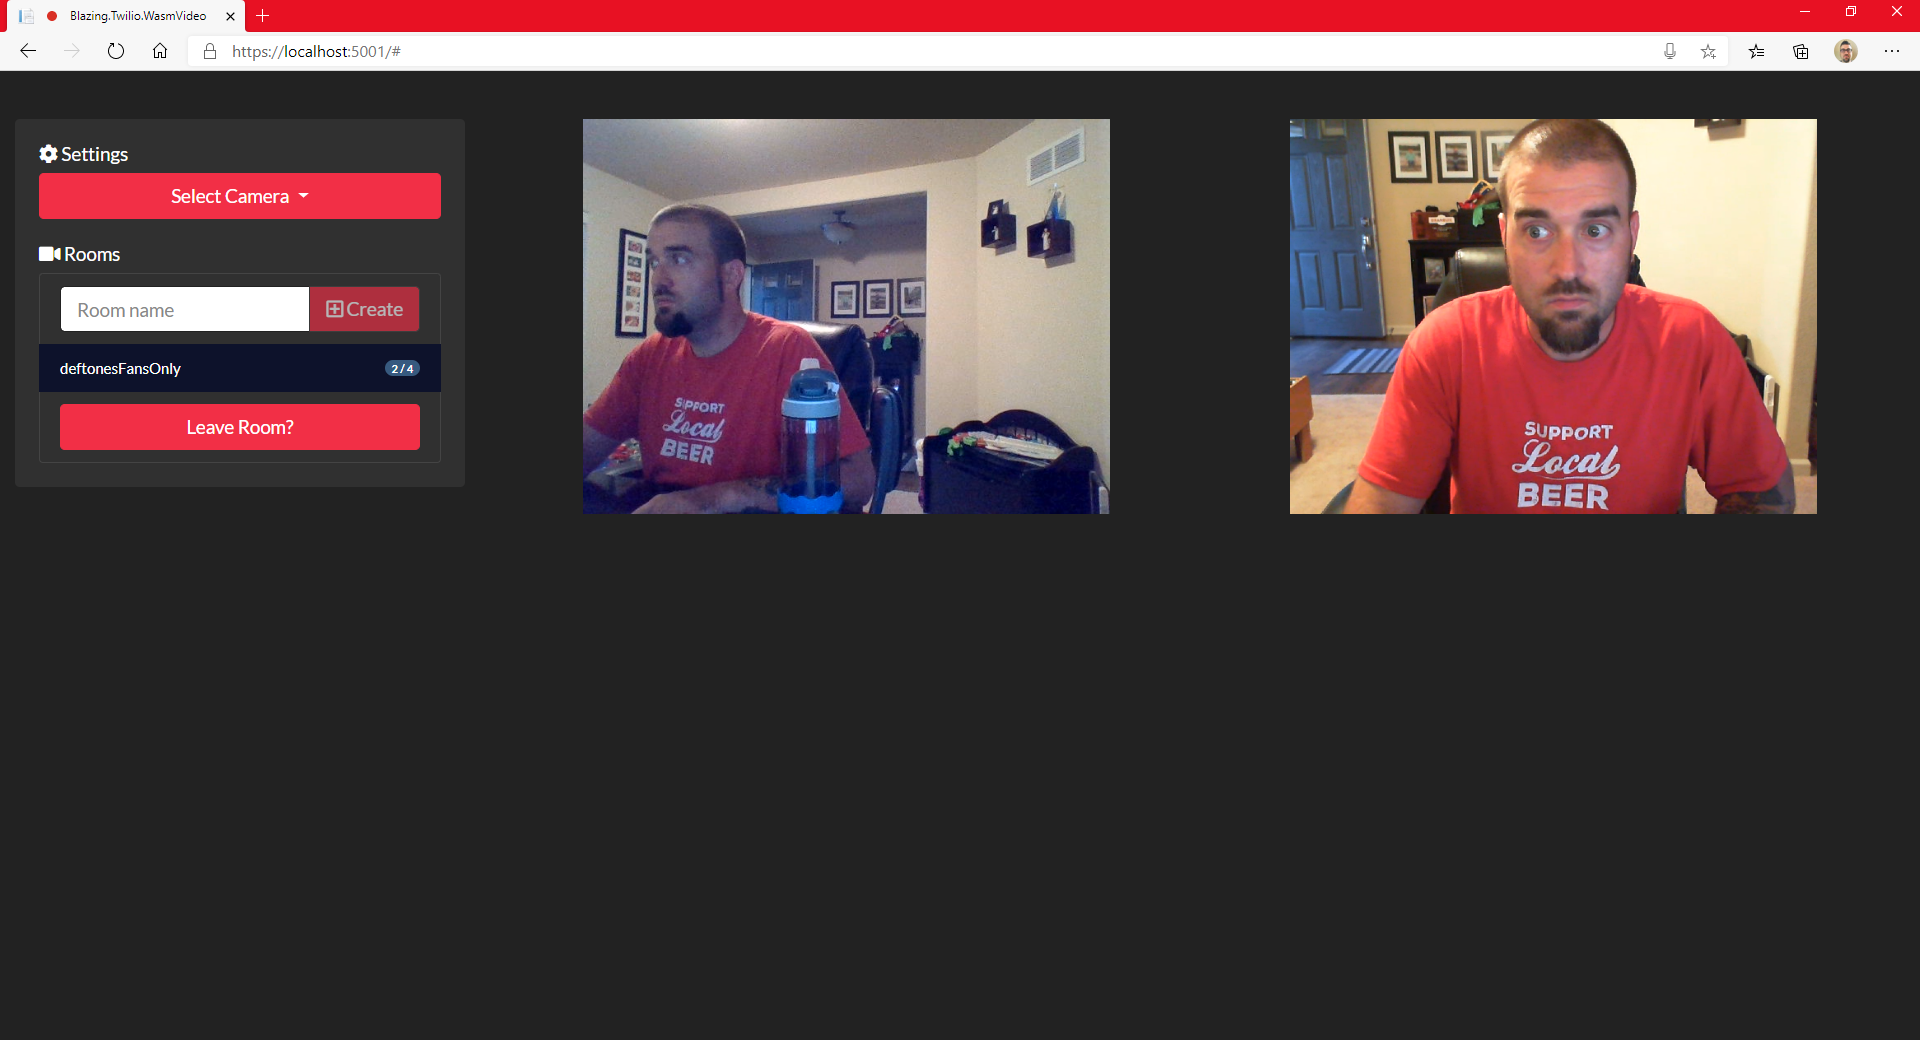 Blazing.Twilio.WasmVideo
https://localhost:5001/#
Settings
Select Camera
Rooms
Room name
Create
deftonesFansOnly
2 / 4
Leave Room?
SUPPORT
Local
BEER
SUPPORT
Local
BEER